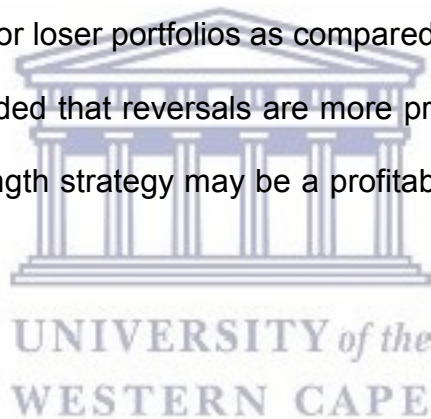 or loser portfolios as compared
ded that reversals are more pr
ngth strategy may be a profitab
UNIVERSITY of the
WESTERN CAPE